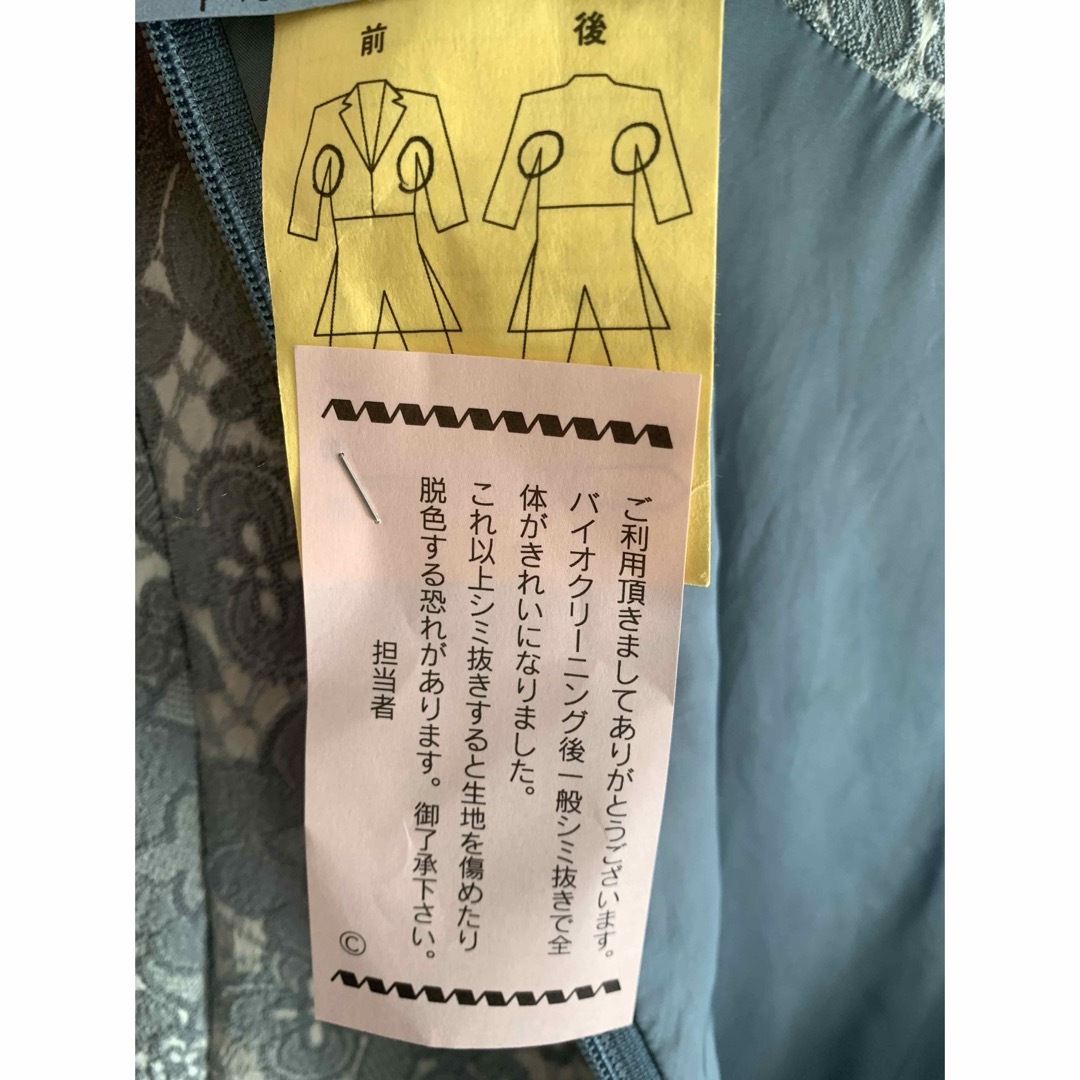 前
後
ご利用頂きましてありがとうございます。
バイオクリーニング後一般シミ抜きで全
体がきれいになりました。
これ以上シミ抜きすると生地を傷めたり
脱色する恐れがあります。御了承下さい。
担当者
©